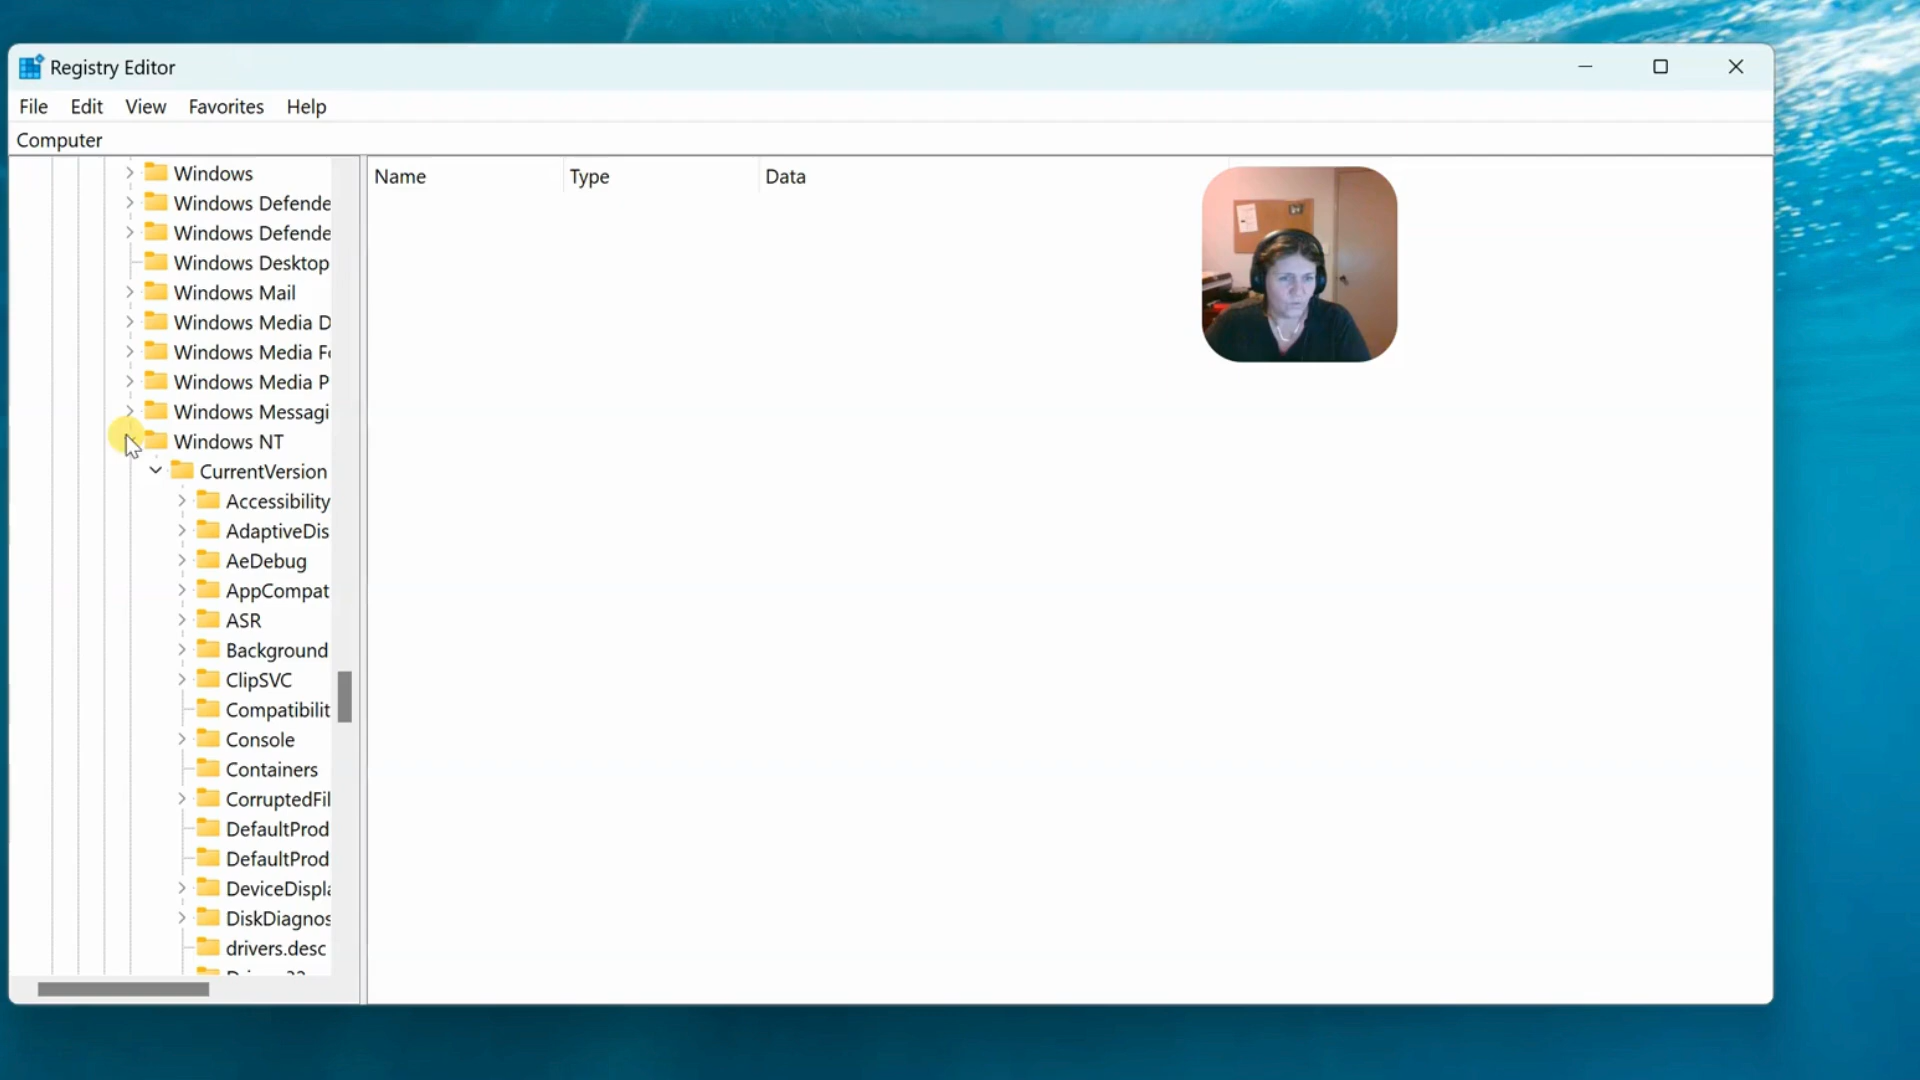 Registry Editor
File Edit View Favorites Help
Computer
Name Type Data
Windows
Windows Defende
Windows Defende
Windows Desktop
Windows Mail
Windows Media D
Windows Media F
Windows Media P
Windows Messagi
Windows NT
CurrentVersion
Accessibility
AdaptiveDis
AeDebug
AppCompat
ASR
Background
ClipSVC
Compatibilit
Console
Containers
CorruptedFil
DefaultProd
DefaultProd
DeviceDispla
DiskDiagnos
drivers.desc